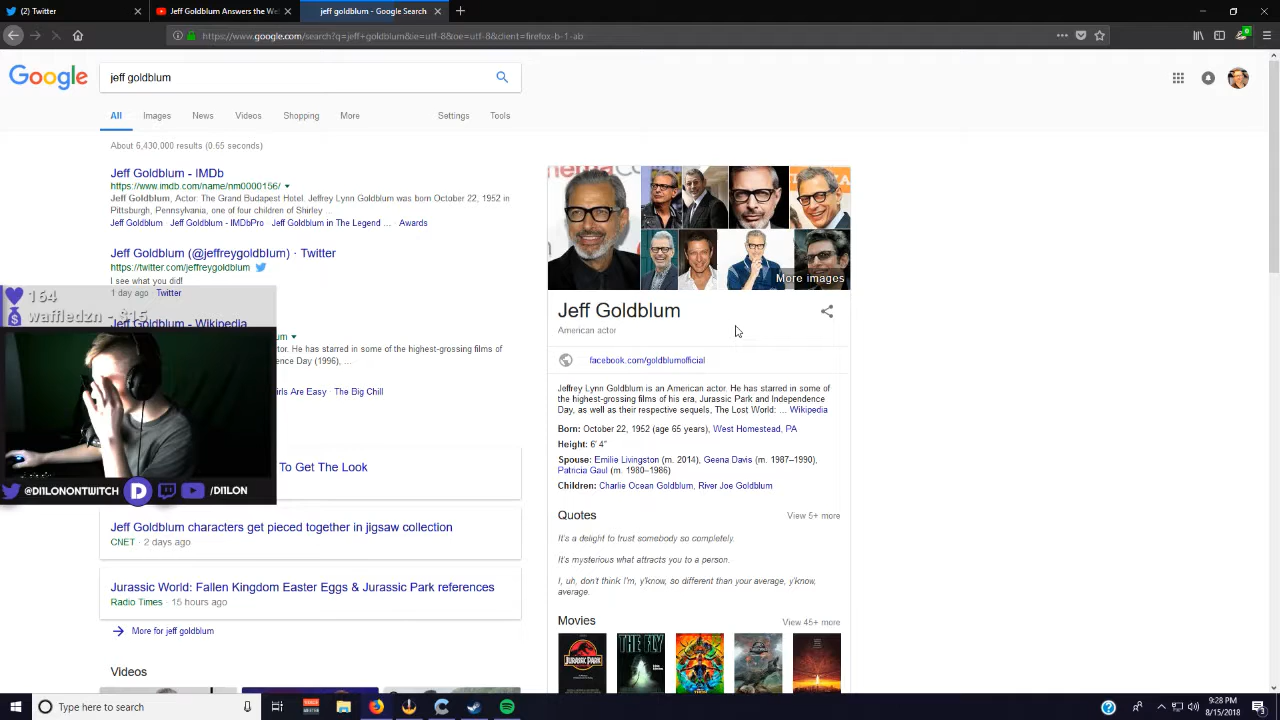 (2) Twitter
Jeff Goldblum Answers the We
jeff goldblum - Google Search
https://www.google.com/search?q=jeff+goldblum&ie=utf-8&oe=utf-8&client=firefox-b-1-ab
Google
jeff goldblum
All Images News Videos Shopping More Settings Tools
About 6,430,000 results (0.65 seconds)
Jeff Goldblum - IMDb
https://www.imdb.com/name/nm0000156/
Jeff Goldblum, Actor: The Grand Budapest Hotel. Jeffrey Lynn Goldblum was born October 22, 1952 in
Pittsburgh, Pennsylvania, one of four children of Shirley ...
Jeff Goldblum Jeff Goldblum - IMDbPro Jeff Goldblum in The Legend ... Awards
Jeff Goldblum (@jeffreygoldblum) · Twitter
https://twitter.com/jeffreygoldblum
I see what you did!
1 day ago Twitter
164
waffledzn - $15
Jeff Goldblum - Wikipedia
tor. He has starred in some of the highest-grossing films of
ence Day (1996), ...
irls Are Easy · The Big Chill
To Get The Look
@DIILONONTWITCH D /DIILON
Jeff Goldblum characters get pieced together in jigsaw collection
CNET · 2 days ago
Jurassic World: Fallen Kingdom Easter Eggs & Jurassic Park references
Radio Times · 15 hours ago
More for jeff goldblum
Videos
More images
Jeff Goldblum
American actor
facebook.com/goldblumofficial
Jeffrey Lynn Goldblum is an American actor. He has starred in some of
the highest-grossing films of his era, Jurassic Park and Independence
Day, as well as their respective sequels, The Lost World: ... Wikipedia
Born: October 22, 1952 (age 65 years), West Homestead, PA
Height: 6′ 4″
Spouse: Emilie Livingston (m. 2014), Geena Davis (m. 1987–1990),
Patricia Gaul (m. 1980–1986)
Children: Charlie Ocean Goldblum, River Joe Goldblum
Quotes View 5+ more
It's a delight to trust somebody so completely.
It's mysterious what attracts you to a person.
I, uh, don't think I'm, y'know, so different than your average, y'know,
average.
Movies View 45+ more
JURASSIC PARK
THE FLY
Type here to search
9:28 PM
8/15/2018